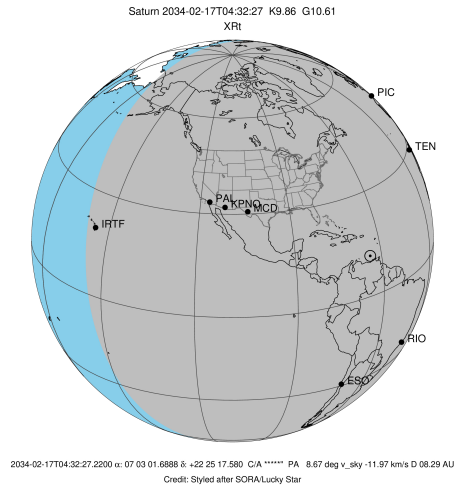 Saturn 2034-02-17T04:32:27 K9.86 G10.61
XRt
PIC
TEN
PAL
KPNO
MCD
IRTF
RIO
ESO
2034-02-17T04:32:27.2200 α: 07 03 01.6888 δ: +22 25 17.580 C/A ****** PA 8.67 deg v_sky -11.97 km/s D 08.29 AU
Credit: Styled after SORA/Lucky Star